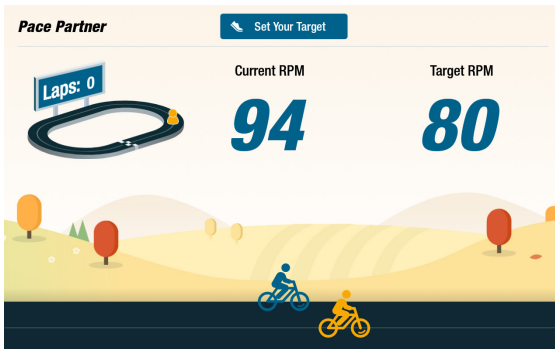 Pace Partner
Set Your Target
Laps: 0
Current RPM
Target RPM
94
80